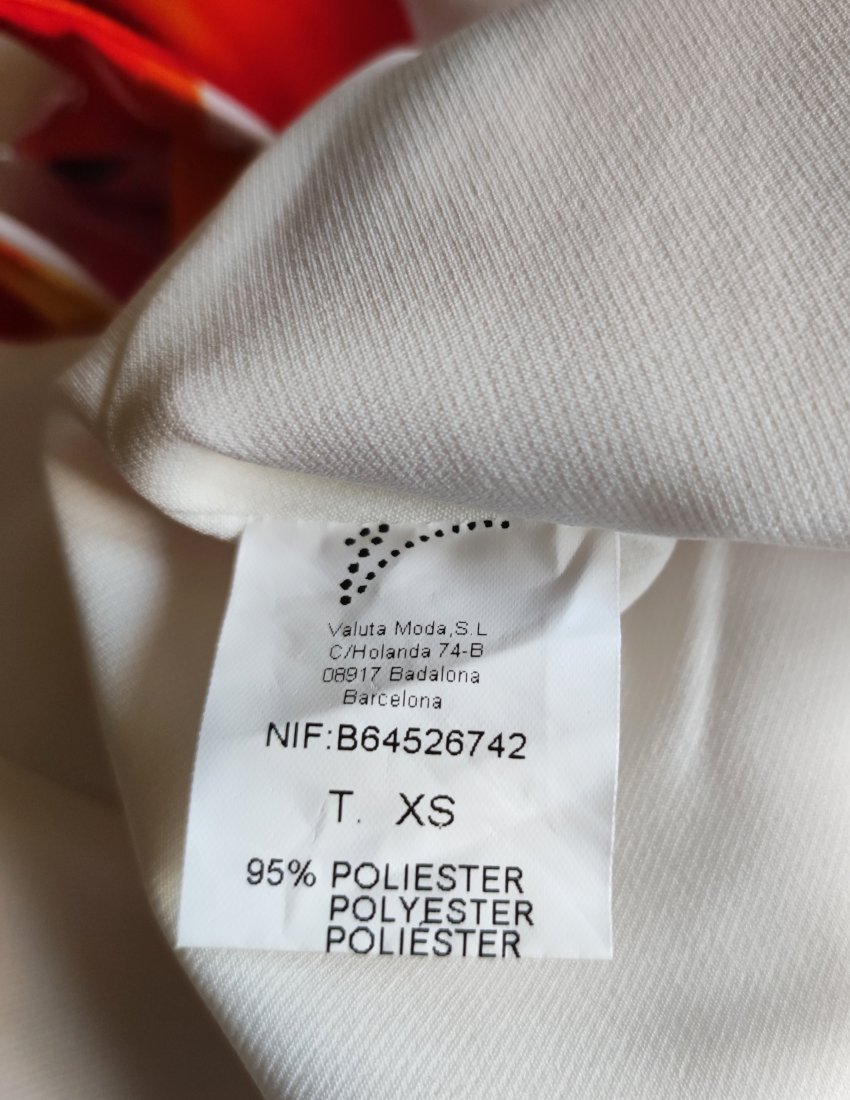 Valuta Moda,S.L
C/Holanda 74-B
08917 Badalona
Barcelona
NIF:B64526742
T. XS
95% POLIESTER
POLYESTER
POLIÉSTER